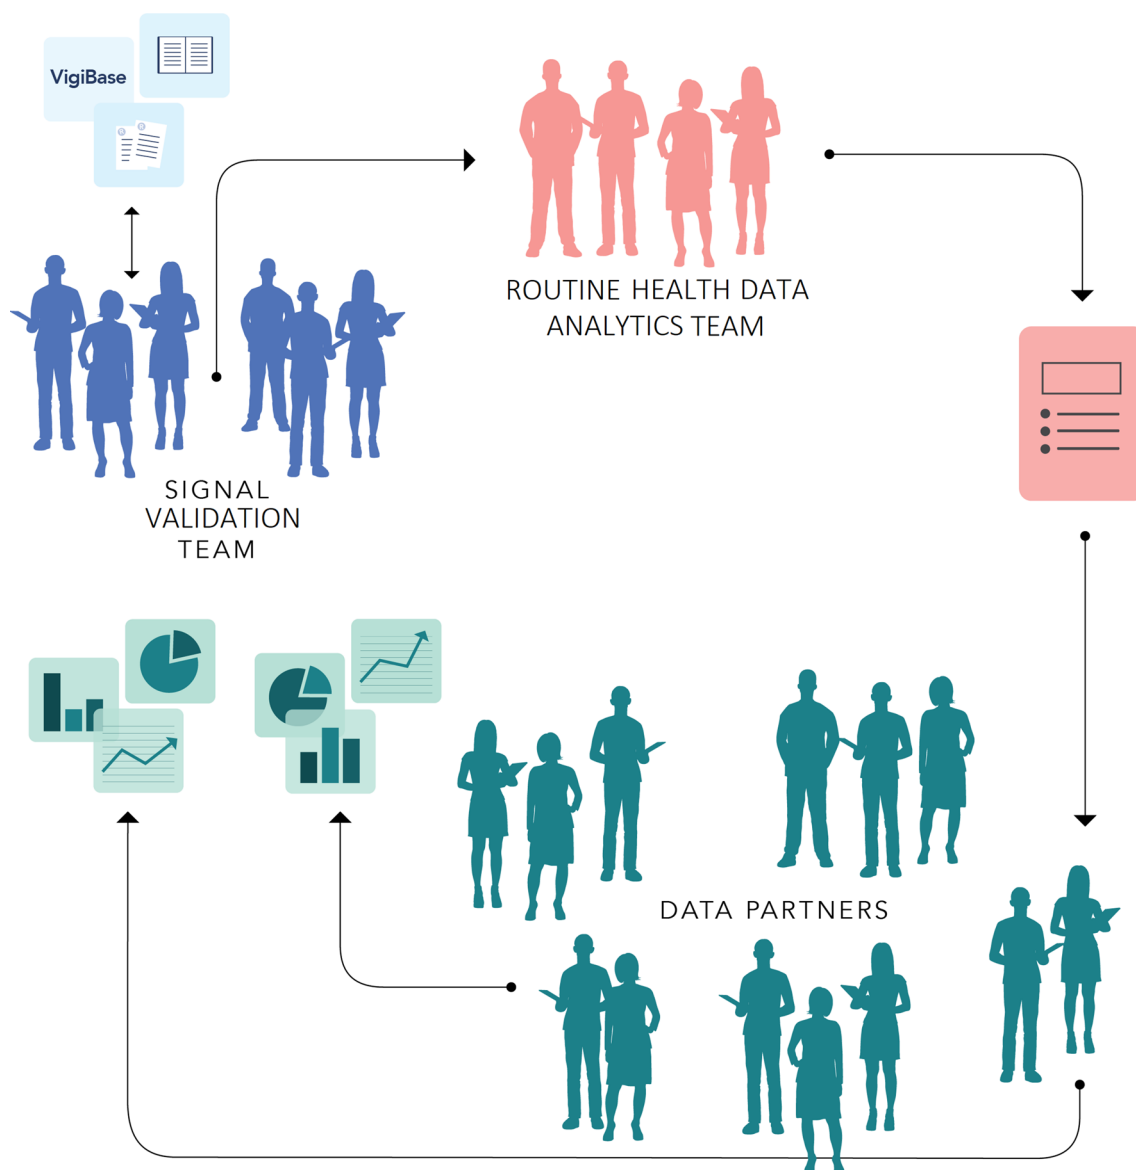 VigiBase
ROUTINE HEALTH DATA
ANALYTICS TEAM
SIGNAL
VALIDATION
TEAM
DATA PARTNERS